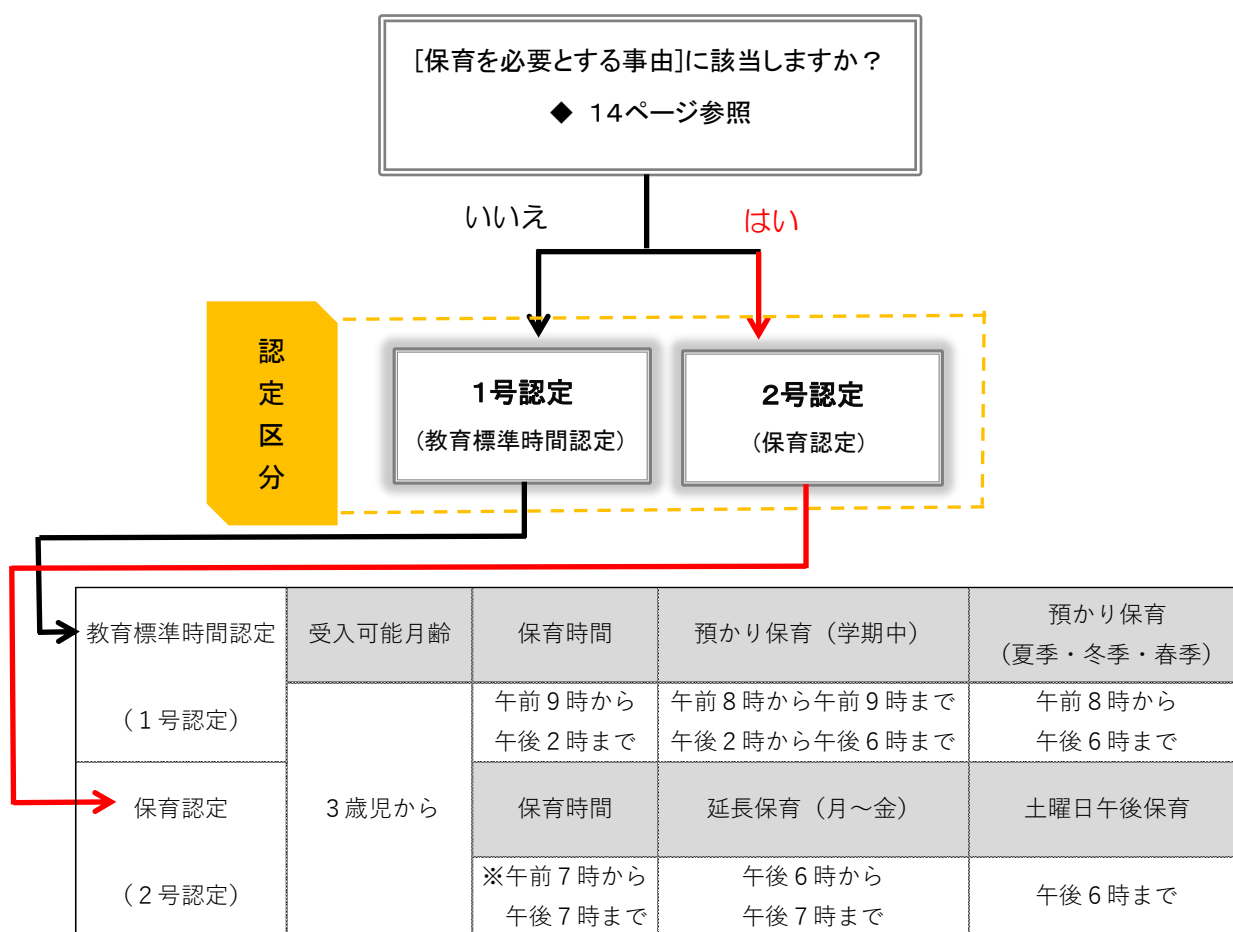 [保育を必要とする事由]に該当しますか？
◆ 14ページ参照
いいえ
はい
認
定
区
分
1号認定
(教育標準時間認定)
2号認定
(保育認定)
教育標準時間認定
(1号認定)
受入可能月齢
保育時間
預かり保育（学期中）
預かり保育
(夏季・冬季・春季)
3歳児から
午前9時から
午後2時まで
午前8時から午前9時まで
午後2時から午後6時まで
午前8時から
午後6時まで
保育認定
(2号認定)
保育時間
延長保育（月～金）
土曜日午後保育
※午前7時から
午後7時まで
午後6時から
午後7時まで
午後6時まで